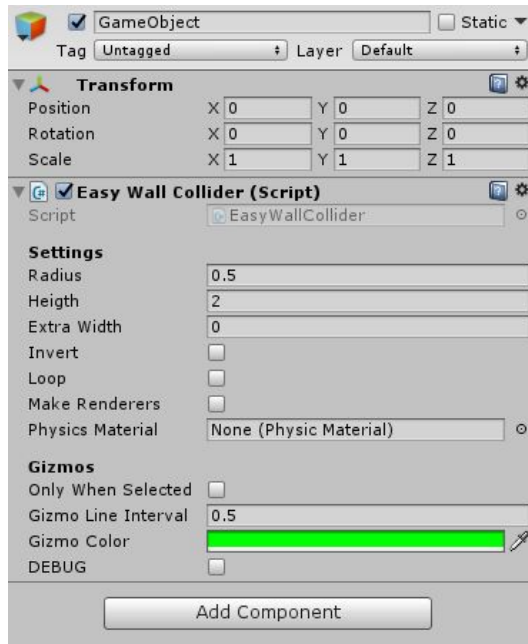 GameObject Static
Tag Untagged Layer Default
Transform
Position X 0 Y 0 Z 0
Rotation X 0 Y 0 Z 0
Scale X 1 Y 1 Z 1
Easy Wall Collider (Script)
Script EasyWallCollider
Settings
Radius 0.5
Heigth 2
Extra Width 0
Invert
Loop
Make Renderers
Physics Material None (Physic Material)
Gizmos
Only When Selected
Gizmo Line Interval 0.5
Gizmo Color
DEBUG
Add Component